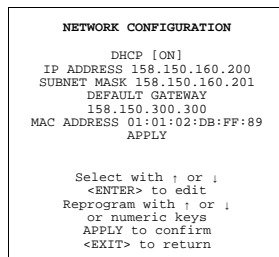 NETWORK CONFIGURATION
DHCP [ON]
IP ADDRESS 158.150.160.200
SUBNET MASK 158.150.160.201
DEFAULT GATEWAY
158.150.300.300
MAC ADDRESS 01:01:02:DB:FF:89
APPLY
Select with ↑ or ↓
<ENTER> to edit
Reprogram with ↑ or ↓
or numeric keys
APPLY to confirm
<EXIT> to return